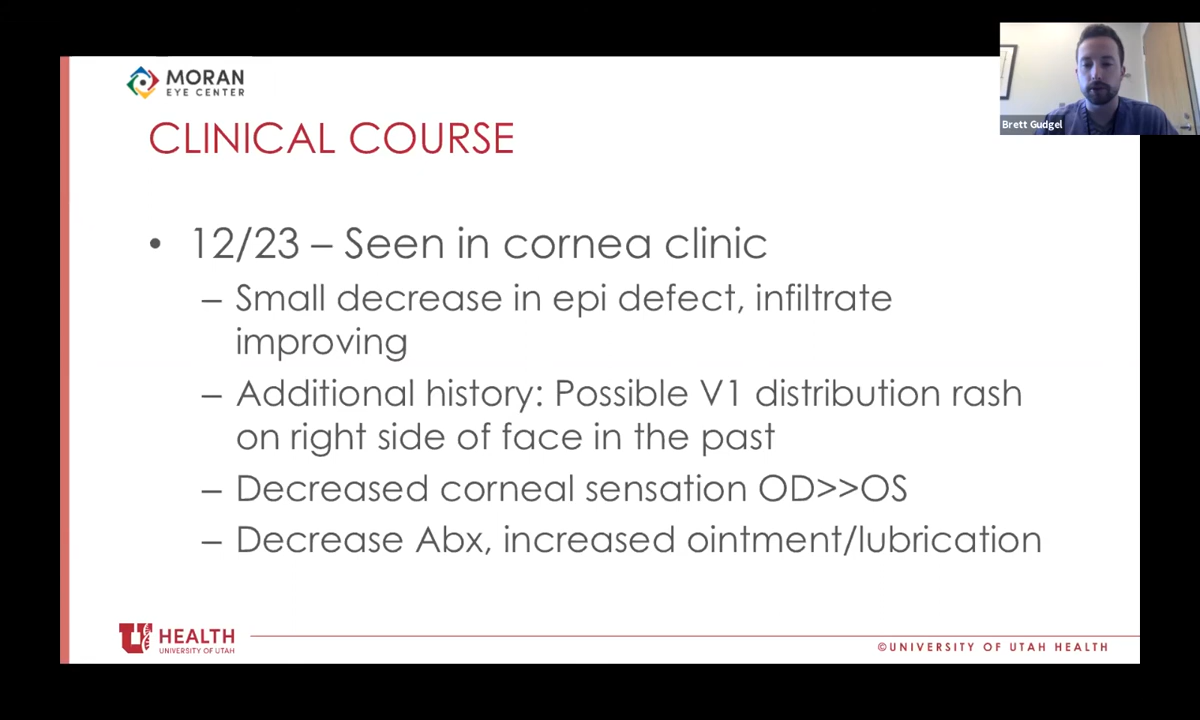 MORAN
EYE CENTER
Brett Gudgel
CLINICAL COURSE
• 12/23 – Seen in cornea clinic
– Small decrease in epi defect, infiltrate
improving
– Additional history: Possible V1 distribution rash
on right side of face in the past
– Decreased corneal sensation OD>>OS
– Decrease Abx, increased ointment/lubrication
U HEALTH
UNIVERSITY OF UTAH
©UNIVERSITY OF UTAH HEALTH